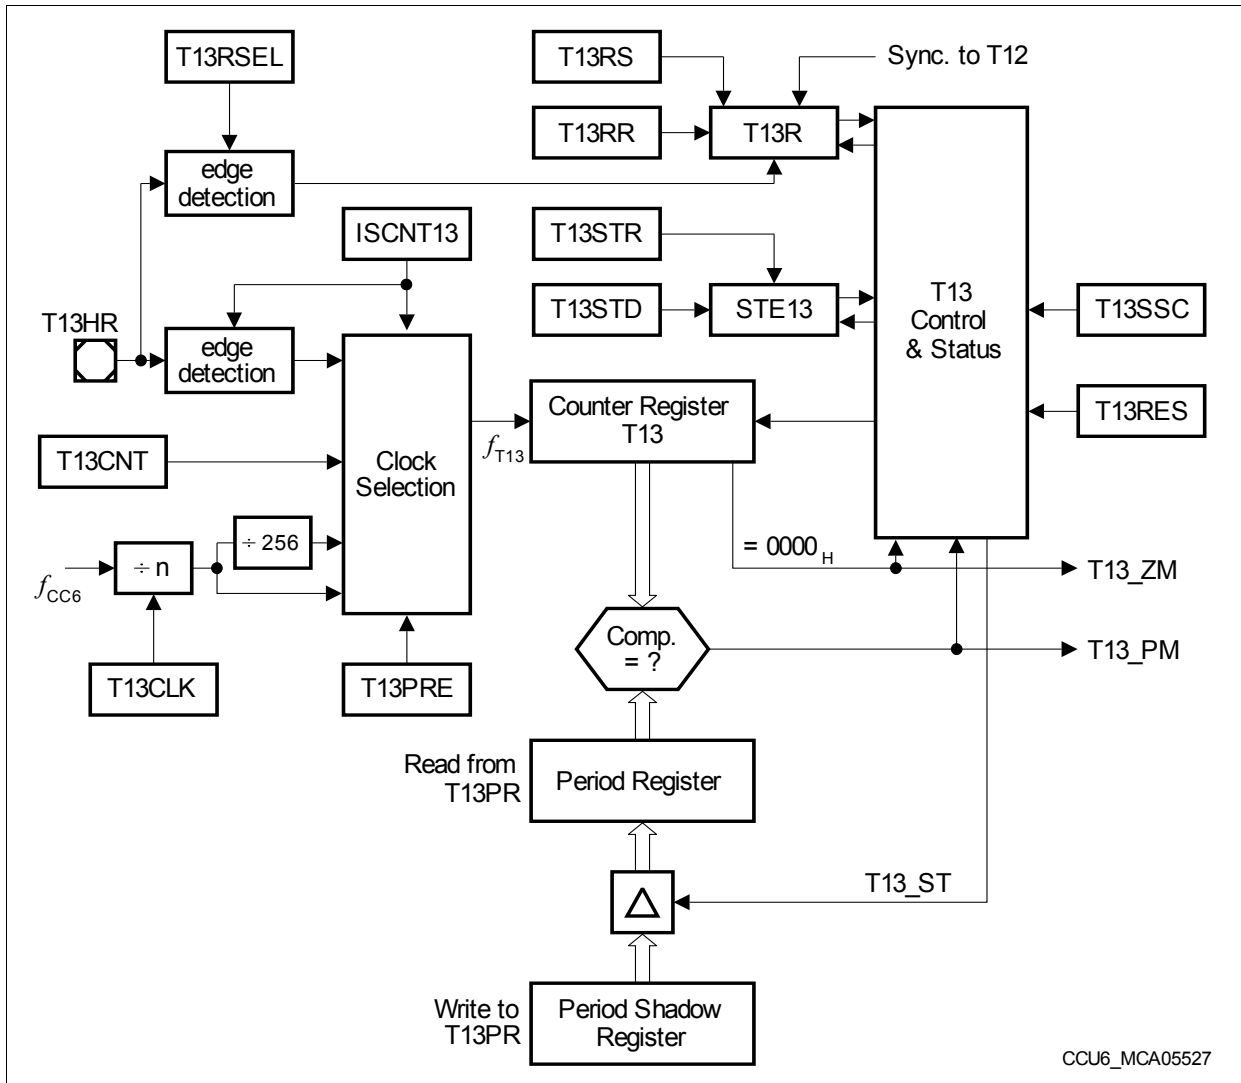 T13RSEL
T13RS
Sync. to T12
T13RR
T13R
edge
detection
ISCNT13
T13STR
T13STD
STE13
T13
Control
& Status
T13SSC
T13HR
edge
detection
Counter Register
T13
T13RES
T13CNT
Clock
Selection
fT13
÷ 256
= 0000H
fCC6
÷ n
T13_ZM
Comp.
= ?
T13_PM
T13CLK
T13PRE
Read from
T13PR
Period Register
T13_ST
Write to
T13PR
Period Shadow
Register
CCU6_MCA05527